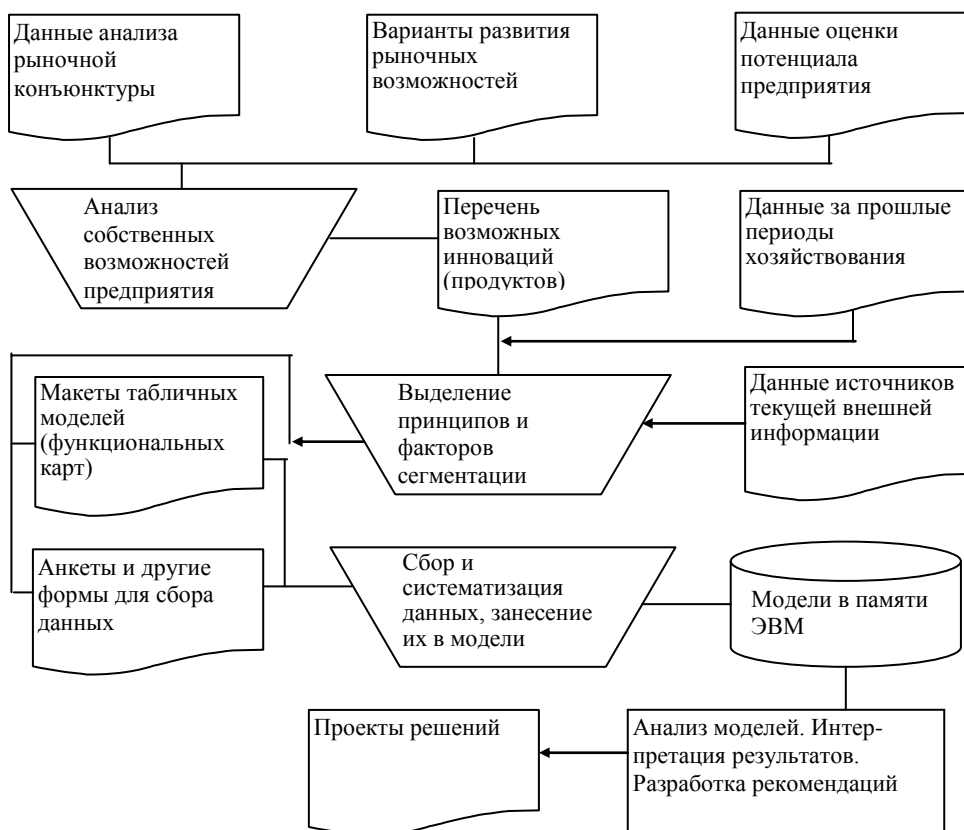 Данные анализа
рыночной
конъюнктуры
Варианты развития
рыночных
возможностей
Данные оценки
потенциала
предприятия
Анализ
собственных
возможностей
предприятия
Перечень
возможных
инноваций
(продуктов)
Данные за прошлые
периоды
хозяйствования
Макеты табличных
моделей
(функциональных
карт)
Выделение
принципов и
факторов
сегментации
Данные источников
текущей внешней
информации
Анкеты и другие
формы для сбора
данных
Сбор и
систематизация
данных, занесение
их в модели
Модели в памяти
ЭВМ
Проекты решений
Анализ моделей. Интер-
претация результатов.
Разработка рекомендаций